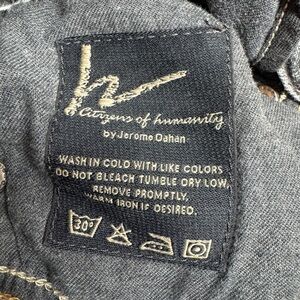 Citizens of humanity
by Jerome Dahan
WASH IN COLD WITH LIKE COLORS
DO NOT BLEACH TUMBLE DRY LOW,
REMOVE PROMPTLY,
WARM IRON IF DESIRED.
30°